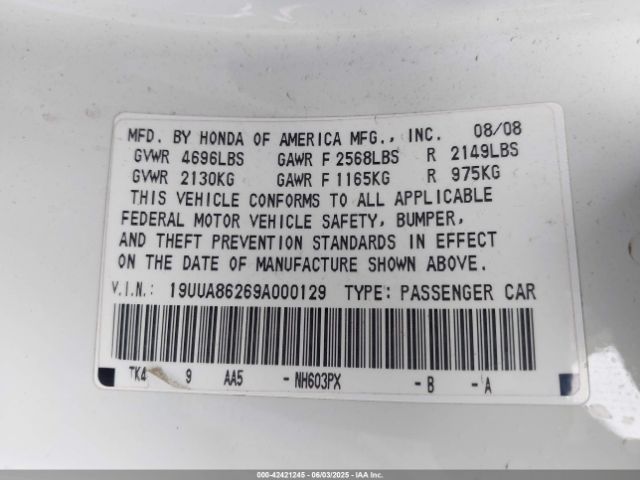 MFD. BY HONDA OF AMERICA MFG., INC. 08/08
GVWR 4696LBS GAWR F 2568LBS R 2149LBS
GVWR 2130KG GAWR F 1165KG R 975KG
THIS VEHICLE CONFORMS TO ALL APPLICABLE
FEDERAL MOTOR VEHICLE SAFETY, BUMPER,
AND THEFT PREVENTION STANDARDS IN EFFECT
ON THE DATE OF MANUFACTURE SHOWN ABOVE.
V.I.N.: 19UUA86269A000129 TYPE: PASSENGER CAR
TK4 9 AA5 -NH603PX -B -A
000-42421245 - 06/03/2025 - IAA Inc.